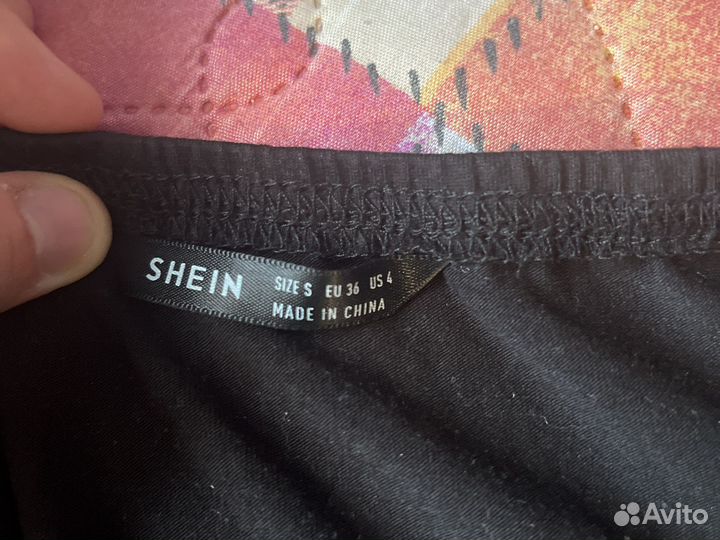 SHEIN
SIZE S EU 36 US 4
MADE IN CHINA
Avito